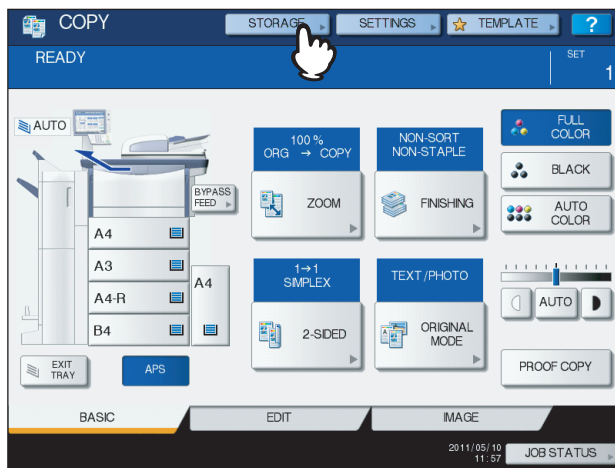 COPY
STORAGE
SETTINGS
TEMPLATE
?
READY
SET
1
AUTO
BYPASS
FEED
A4
A3
A4-R
B4
A4
EXIT
TRAY
APS
100 %
ORG → COPY
ZOOM
NON-SORT
NON-STAPLE
FINISHING
1→1
SIMPLEX
2-SIDED
TEXT/PHOTO
ORIGINAL
MODE
FULL
COLOR
BLACK
AUTO
COLOR
AUTO
PROOF COPY
BASIC
EDIT
IMAGE
2011/05/10
11:57
JOB STATUS